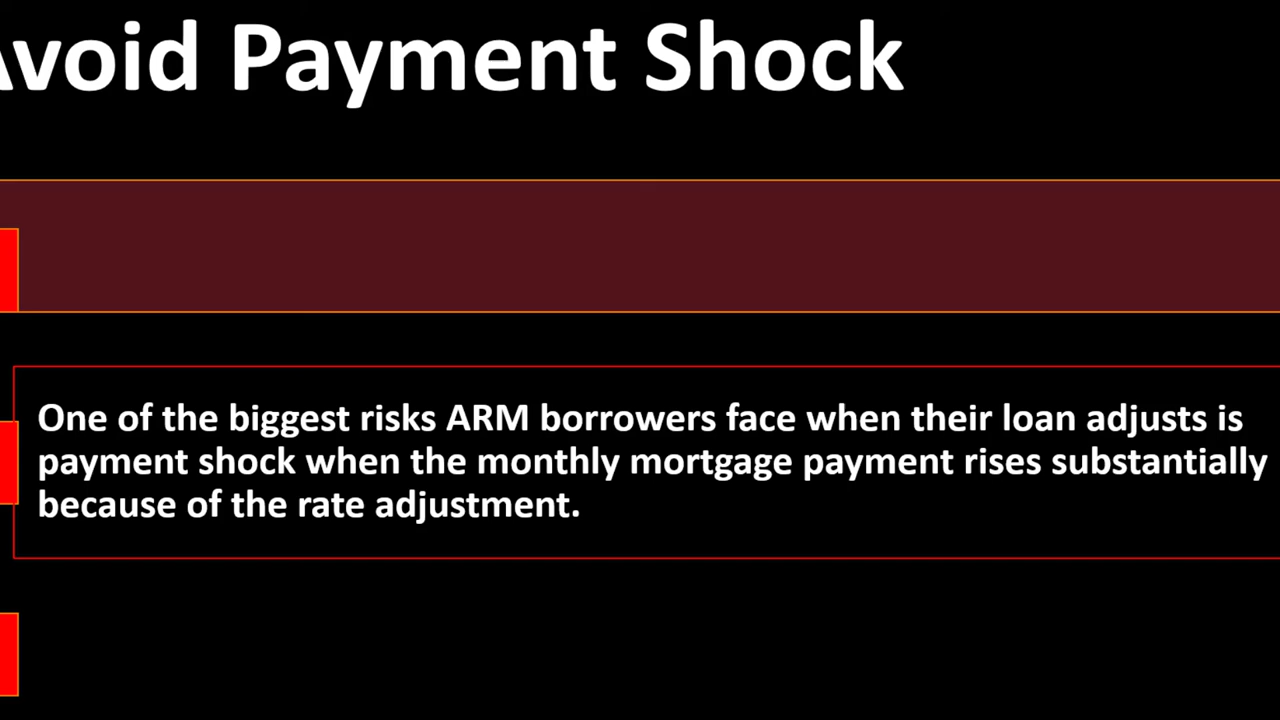 Avoid Payment Shock
One of the biggest risks ARM borrowers face when their loan adjusts is
payment shock when the monthly mortgage payment rises substantially
because of the rate adjustment.